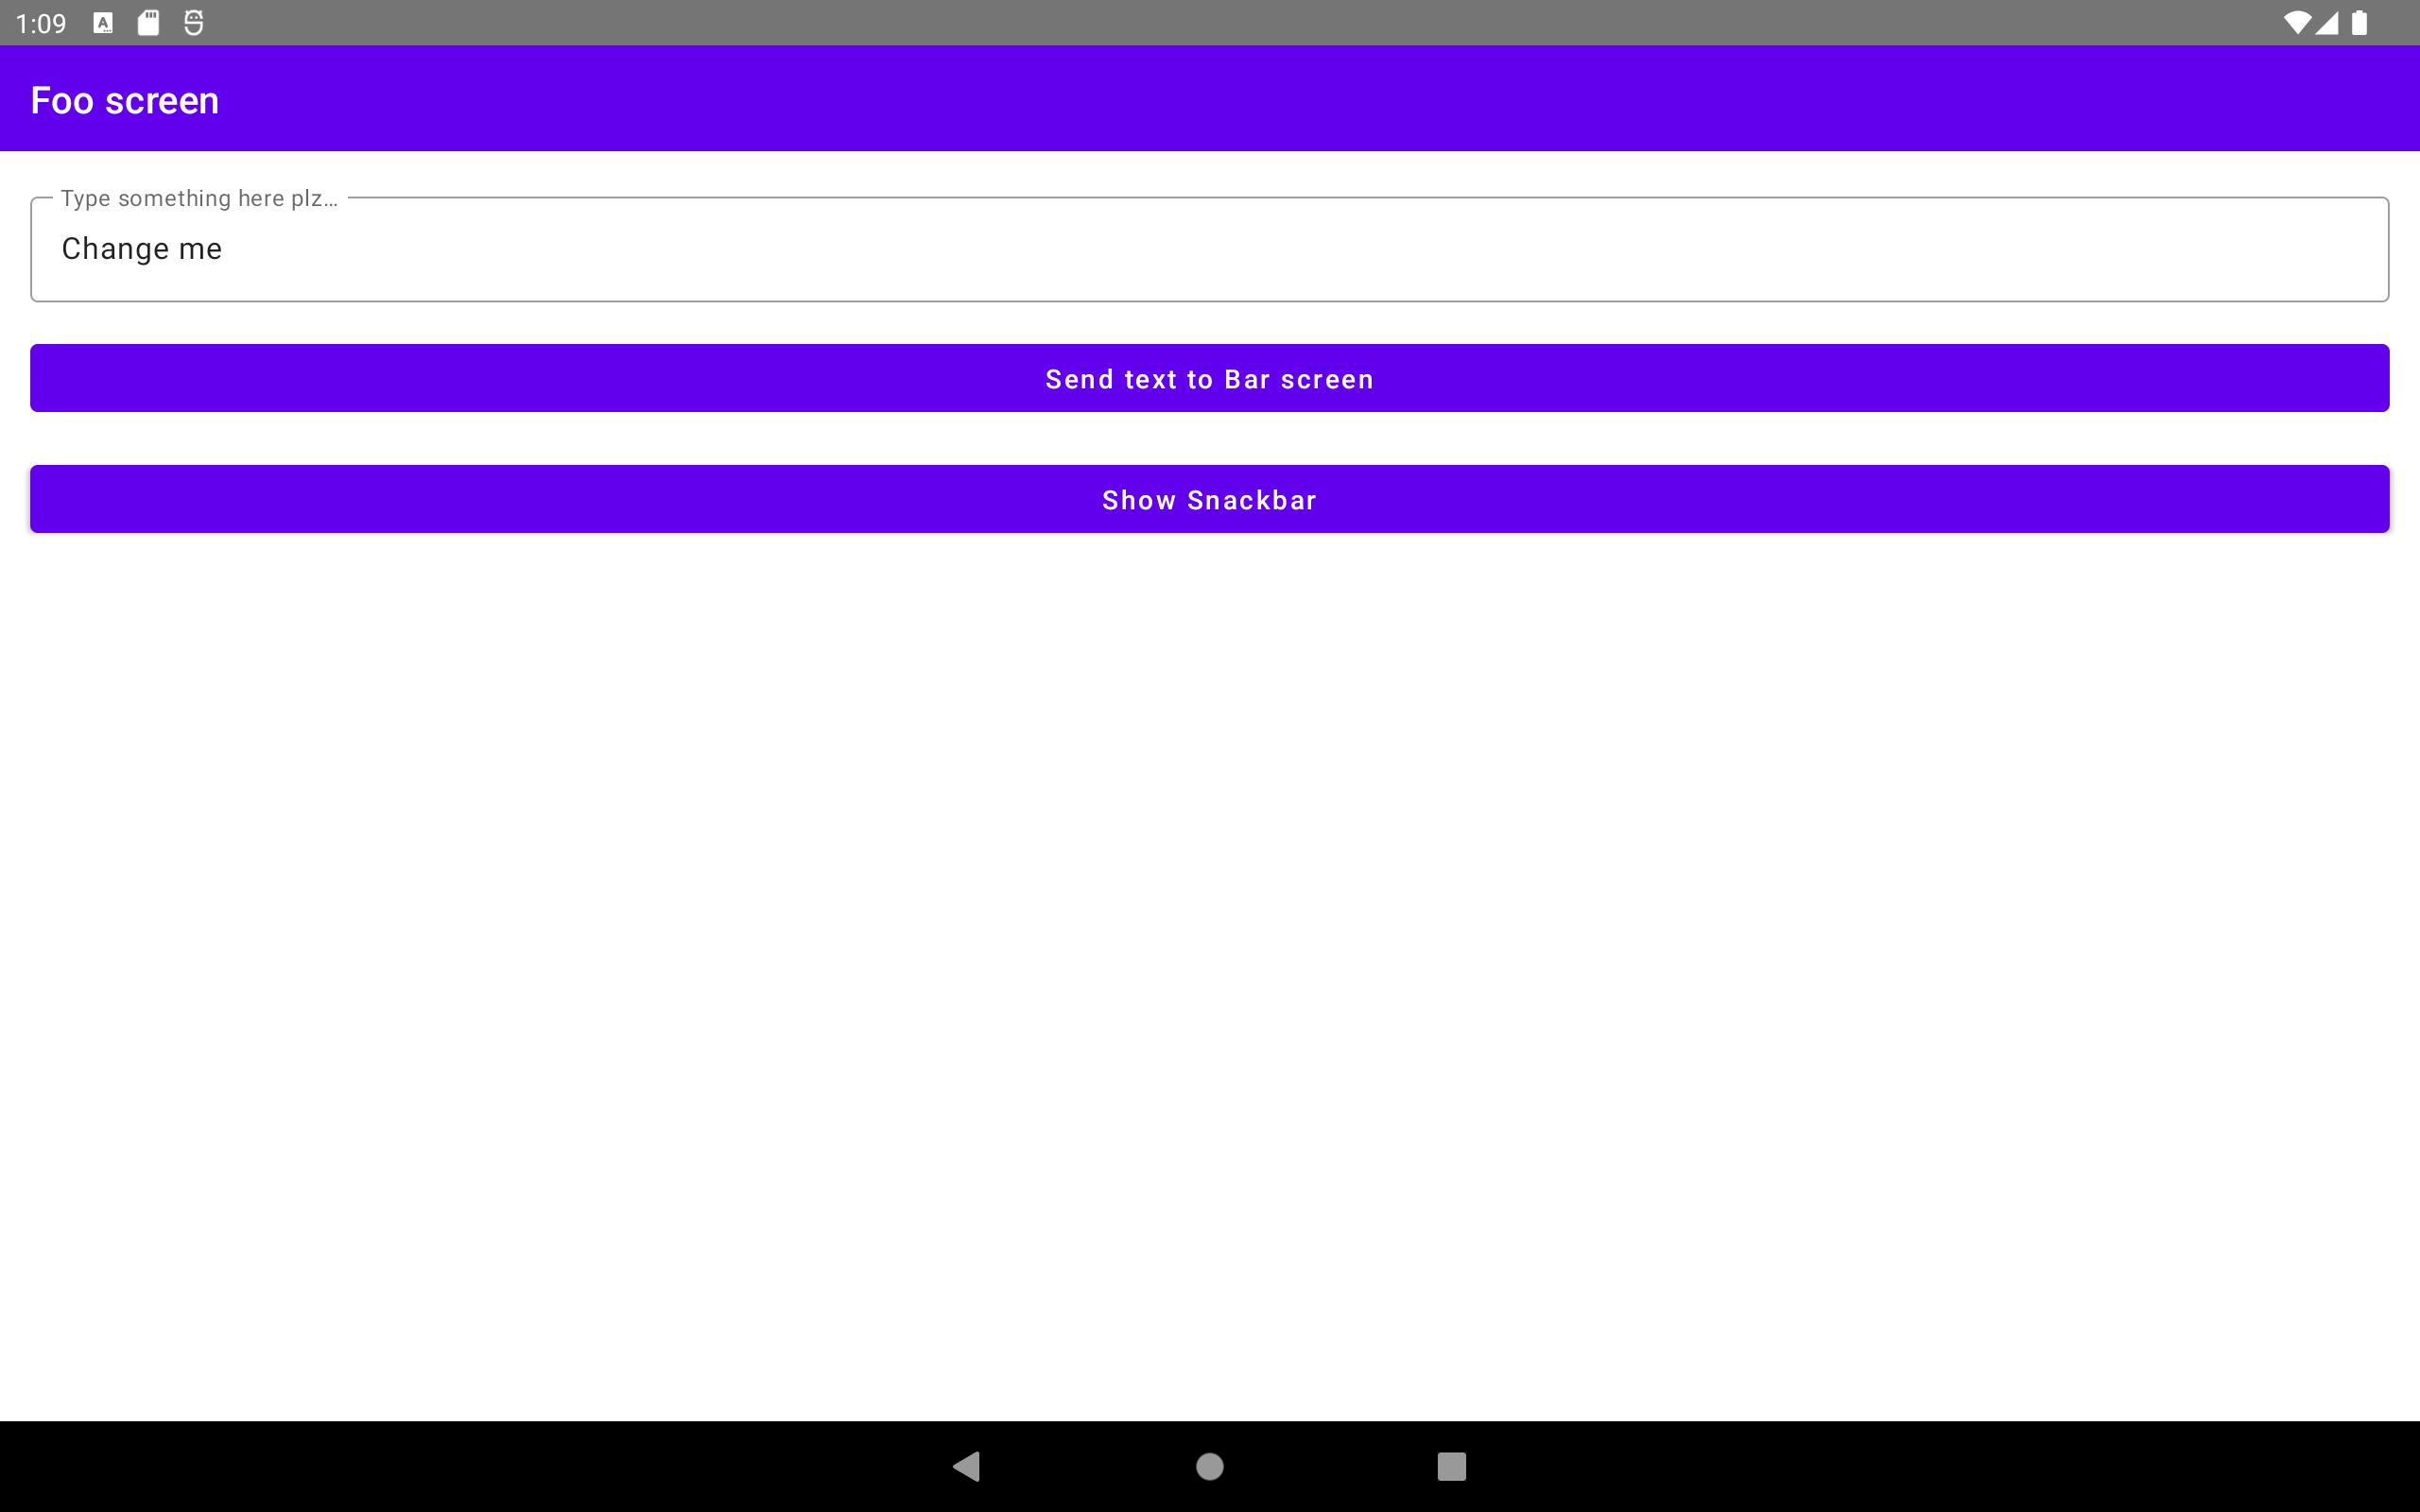 1:09
Foo screen
Type something here plz…
Change me
Send text to Bar screen
Show Snackbar